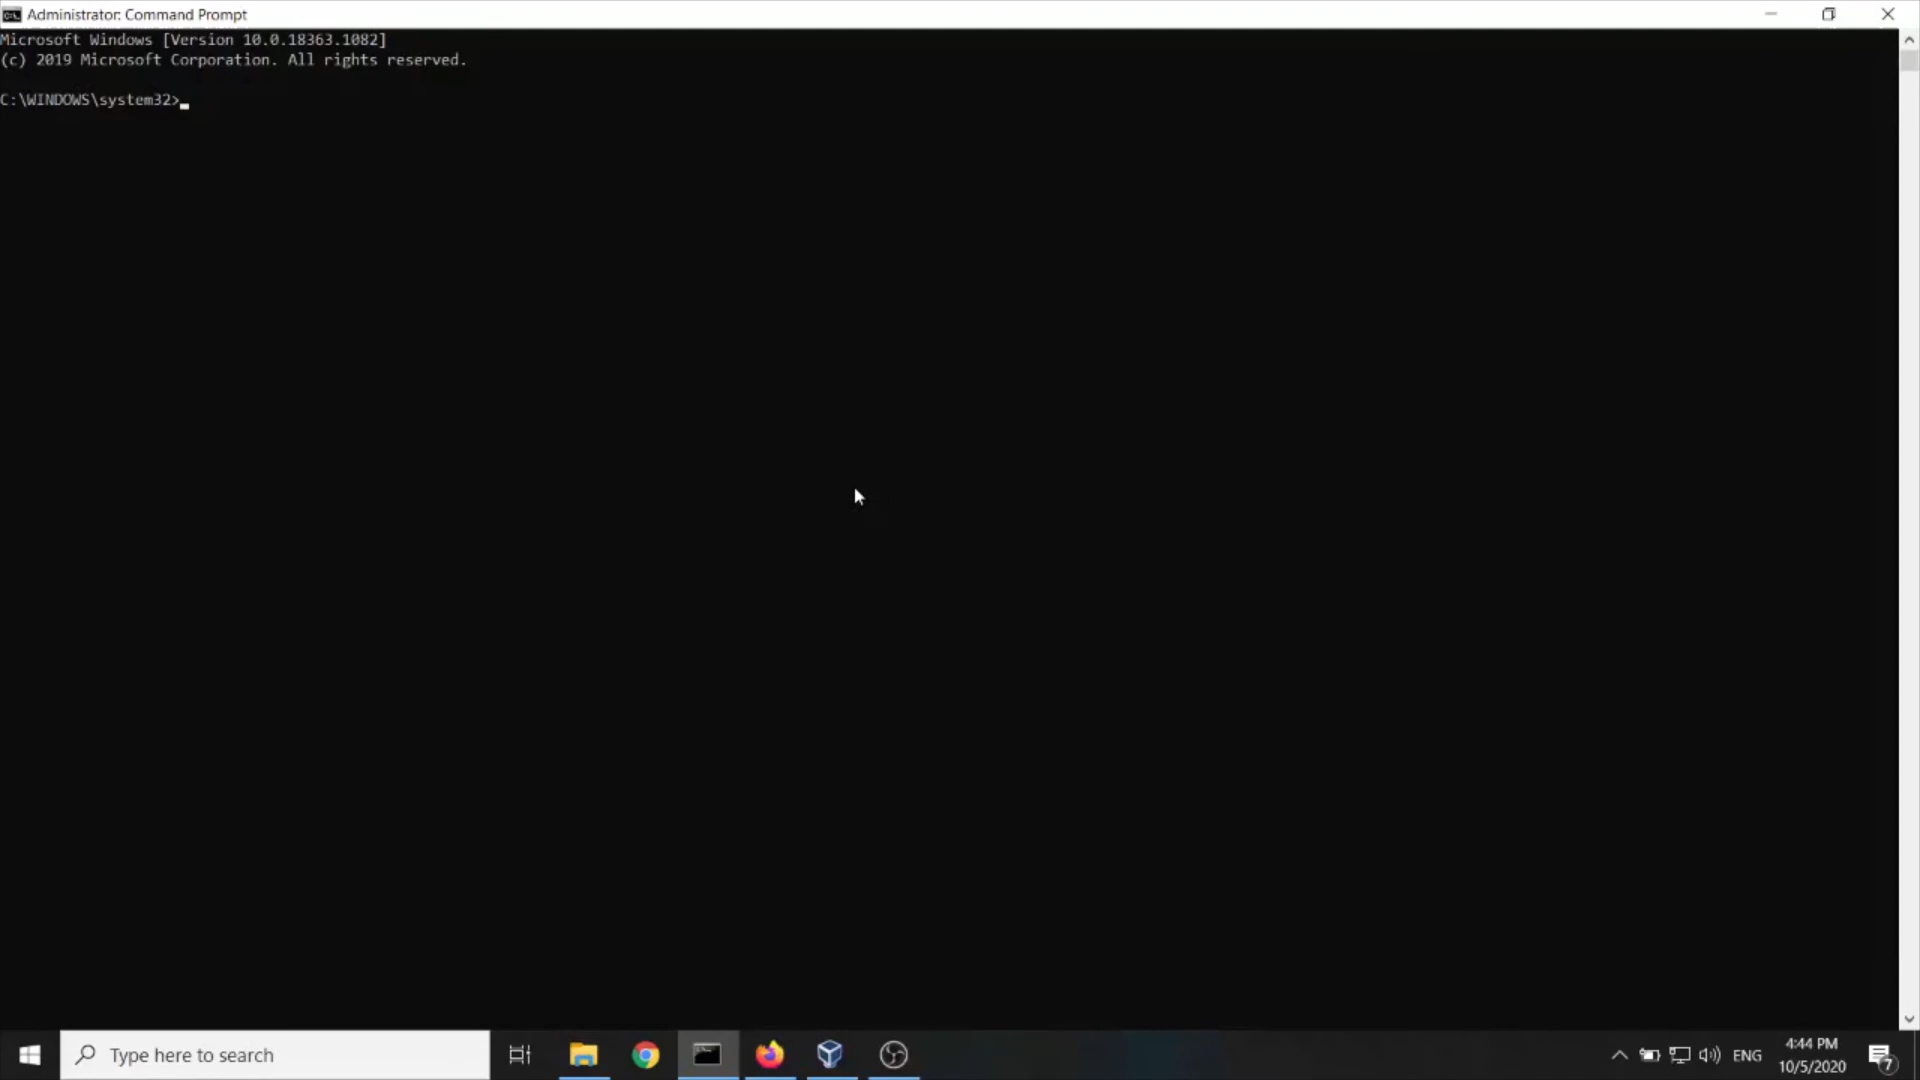 Administrator: Command Prompt
Microsoft Windows [Version 10.0.18363.1082]
(c) 2019 Microsoft Corporation. All rights reserved.
C:\WINDOWS\system32>
Type here to search
ENG
4:44 PM
10/5/2020
7